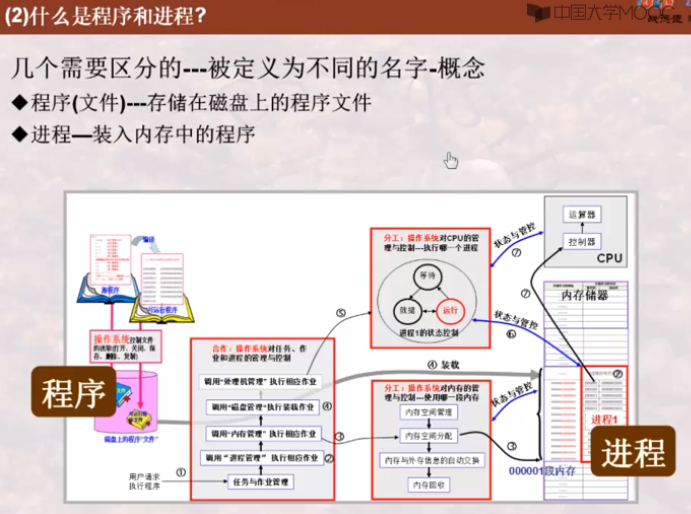 (2)什么是程序和进程?
中国大学MOOC
几个需要区分的---被定义为不同的名字-概念
◆程序(文件)---存储在磁盘上的程序文件
◆进程—装入内存中的程序
编译
源程序
可运行程序
操作系统控制文件
的读取(打开、关闭、保
存、删除、复制)
程序
磁盘上的程序“文件”
用户请求
执行程序
①
合作：操作系统对任务、作
业和进程的管理与控制
调用“处理机管理”执行相应作业
调用“磁盘管理”执行装载作业
④
调用“内存管理”执行相应作业
③
调用“进程管理”执行相应作业
②
任务与作业管理
⑤
分工：操作系统对CPU的管
理与控制---执行哪一个进程
等待
就绪
运行
进程1的状态控制
④ 装载
分工：操作系统对内存的管
理与控制---使用哪一段内存
内存空间管理
内存空间分配
内存与外存信息的自动交换
内存回收
状态与管控
⑦
状态与管控
⑥
状态与管控
③
运算器
控制器
CPU
⑦
内存储器
进程1
进程
000001段内存